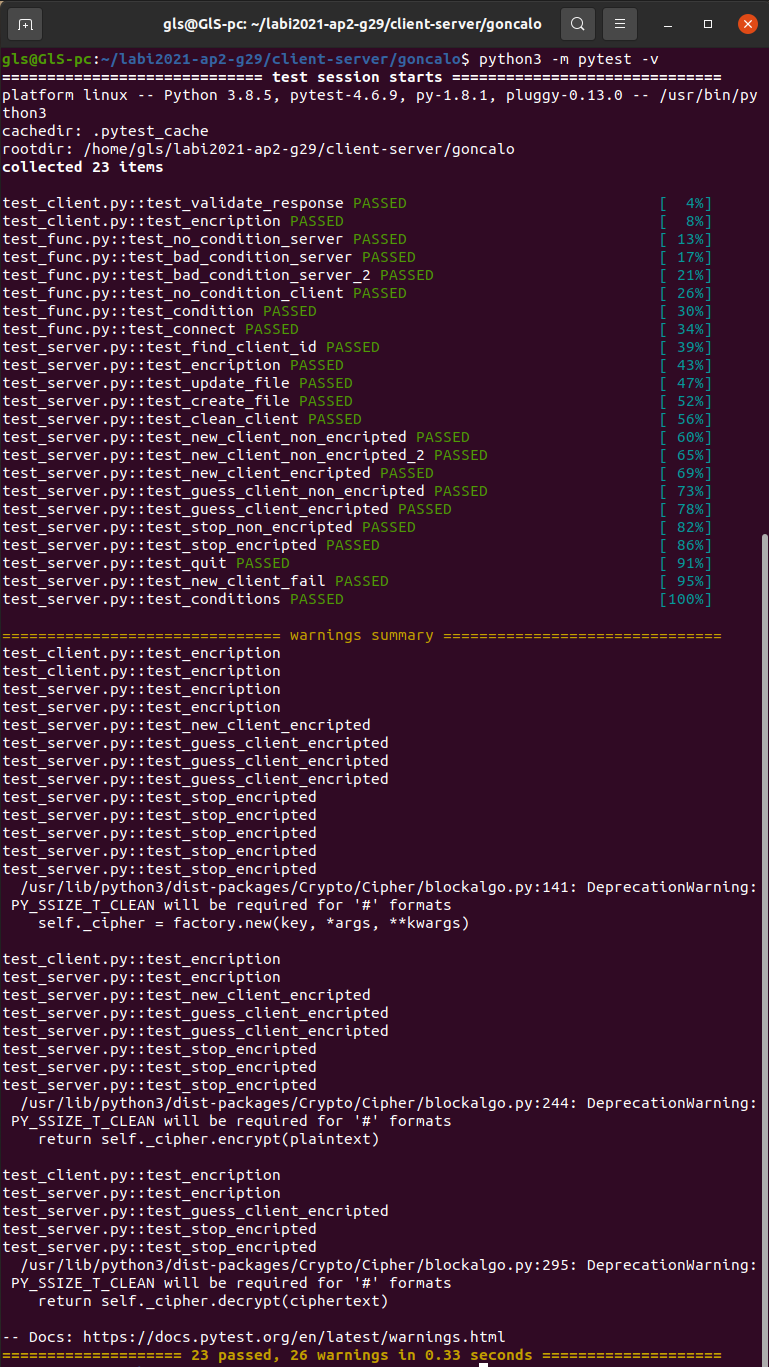 gls@GlS-pc: ~/labi2021-ap2-g29/client-server/goncalo
gls@GlS-pc:~/labi2021-ap2-g29/client-server/goncalo$ python3 -m pytest -v
============================= test session starts ==============================
platform linux -- Python 3.8.5, pytest-4.6.9, py-1.8.1, pluggy-0.13.0 -- /usr/bin/py
thon3
cachedir: .pytest_cache
rootdir: /home/gls/labi2021-ap2-g29/client-server/goncalo
collected 23 items
test_client.py::test_validate_response PASSED [  4%]
test_client.py::test_encription PASSED [  8%]
test_func.py::test_no_condition_server PASSED [ 13%]
test_func.py::test_bad_condition_server PASSED [ 17%]
test_func.py::test_bad_condition_server_2 PASSED [ 21%]
test_func.py::test_no_condition_client PASSED [ 26%]
test_func.py::test_condition PASSED [ 30%]
test_func.py::test_connect PASSED [ 34%]
test_server.py::test_find_client_id PASSED [ 39%]
test_server.py::test_encription PASSED [ 43%]
test_server.py::test_update_file PASSED [ 47%]
test_server.py::test_create_file PASSED [ 52%]
test_server.py::test_clean_client PASSED [ 56%]
test_server.py::test_new_client_non_encripted PASSED [ 60%]
test_server.py::test_new_client_non_encripted_2 PASSED [ 65%]
test_server.py::test_new_client_encripted PASSED [ 69%]
test_server.py::test_guess_client_non_encripted PASSED [ 73%]
test_server.py::test_guess_client_encripted PASSED [ 78%]
test_server.py::test_stop_non_encripted PASSED [ 82%]
test_server.py::test_stop_encripted PASSED [ 86%]
test_server.py::test_quit PASSED [ 91%]
test_server.py::test_new_client_fail PASSED [ 95%]
test_server.py::test_conditions PASSED [100%]
=============================== warnings summary ===============================
test_client.py::test_encription
test_client.py::test_encription
test_server.py::test_encription
test_server.py::test_encription
test_server.py::test_new_client_encripted
test_server.py::test_guess_client_encripted
test_server.py::test_guess_client_encripted
test_server.py::test_guess_client_encripted
test_server.py::test_stop_encripted
test_server.py::test_stop_encripted
test_server.py::test_stop_encripted
test_server.py::test_stop_encripted
test_server.py::test_stop_encripted
  /usr/lib/python3/dist-packages/Crypto/Cipher/blockalgo.py:141: DeprecationWarning:
 PY_SSIZE_T_CLEAN will be required for '#' formats
    self._cipher = factory.new(key, *args, **kwargs)
test_client.py::test_encription
test_server.py::test_encription
test_server.py::test_new_client_encripted
test_server.py::test_guess_client_encripted
test_server.py::test_guess_client_encripted
test_server.py::test_stop_encripted
test_server.py::test_stop_encripted
test_server.py::test_stop_encripted
  /usr/lib/python3/dist-packages/Crypto/Cipher/blockalgo.py:244: DeprecationWarning:
 PY_SSIZE_T_CLEAN will be required for '#' formats
    return self._cipher.encrypt(plaintext)
test_client.py::test_encription
test_server.py::test_encription
test_server.py::test_guess_client_encripted
test_server.py::test_stop_encripted
test_server.py::test_stop_encripted
  /usr/lib/python3/dist-packages/Crypto/Cipher/blockalgo.py:295: DeprecationWarning:
 PY_SSIZE_T_CLEAN will be required for '#' formats
    return self._cipher.decrypt(ciphertext)
-- Docs: https://docs.pytest.org/en/latest/warnings.html
==================== 23 passed, 26 warnings in 0.33 seconds ====================